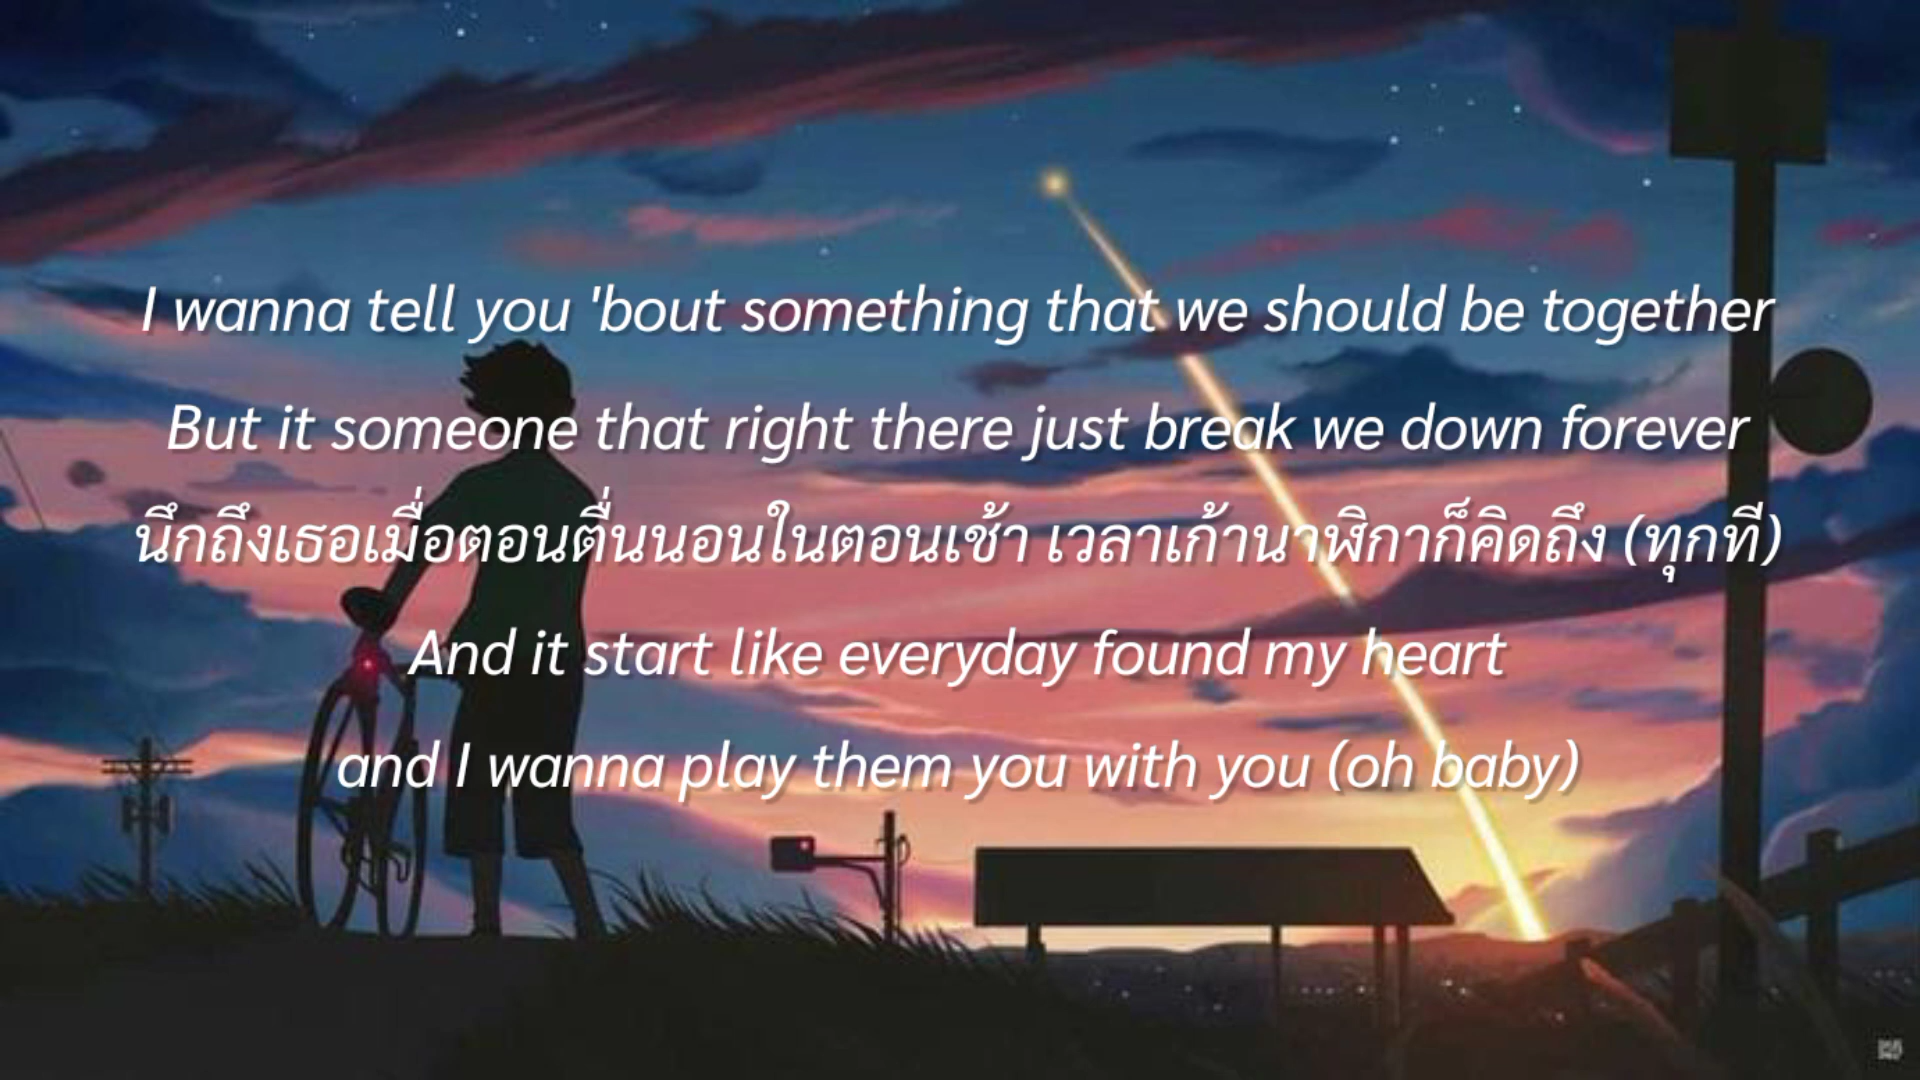 I wanna tell you 'bout something that we should be together
But it someone that right there just break we down forever
นึกถึงเธอเมื่อตอนตื่นนอนในตอนเช้า เวลาเก้านาฬิกาก็คิดถึง (ทุกที)
And it start like everyday found my heart
and I wanna play them you with you (oh baby)